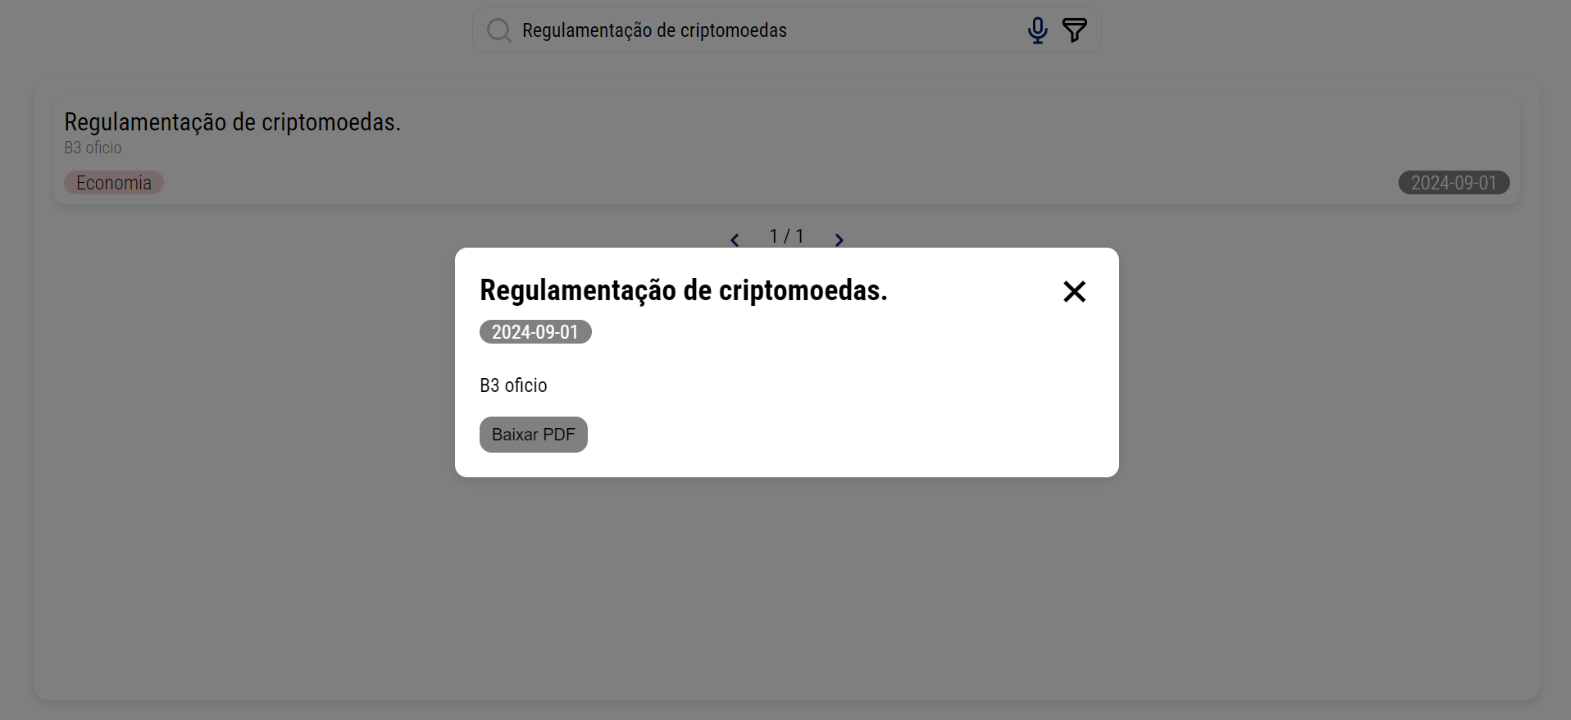 Regulamentação de criptomoedas
Regulamentação de criptomoedas.
B3 oficio
Economia
2024-09-01
1 / 1
Regulamentação de criptomoedas.
2024-09-01
B3 oficio
Baixar PDF